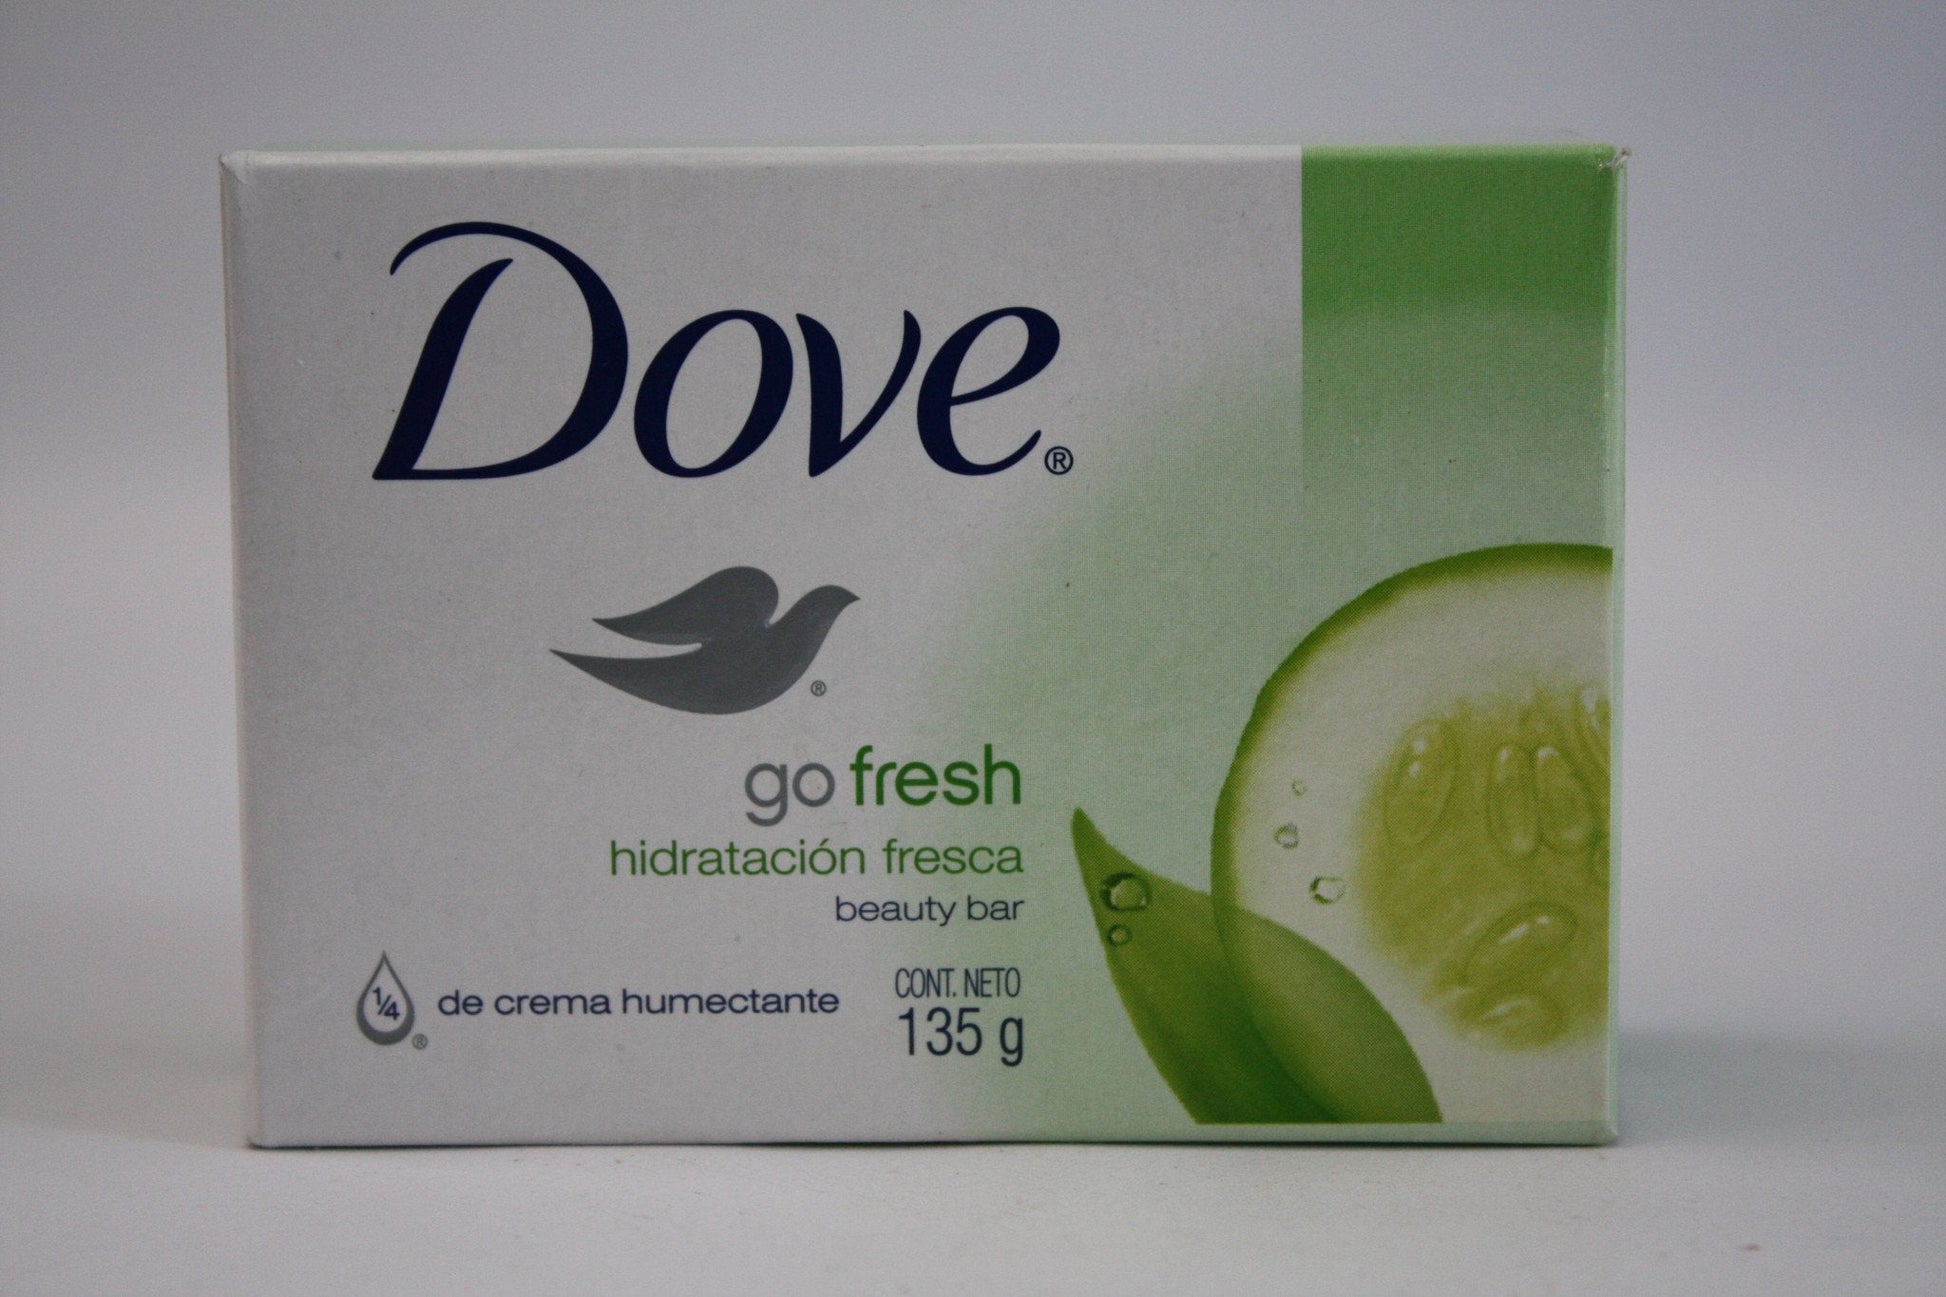 Dove®
®
go fresh
hidratación fresca
beauty bar
1/4® de crema humectante
CONT. NETO
135 g